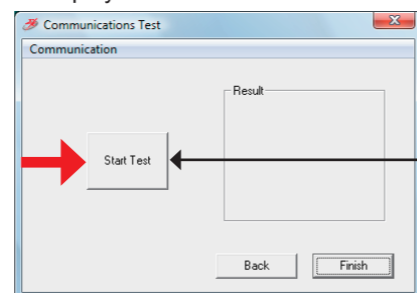 Communications Test
Communication
Result
Start Test
Back
Finish